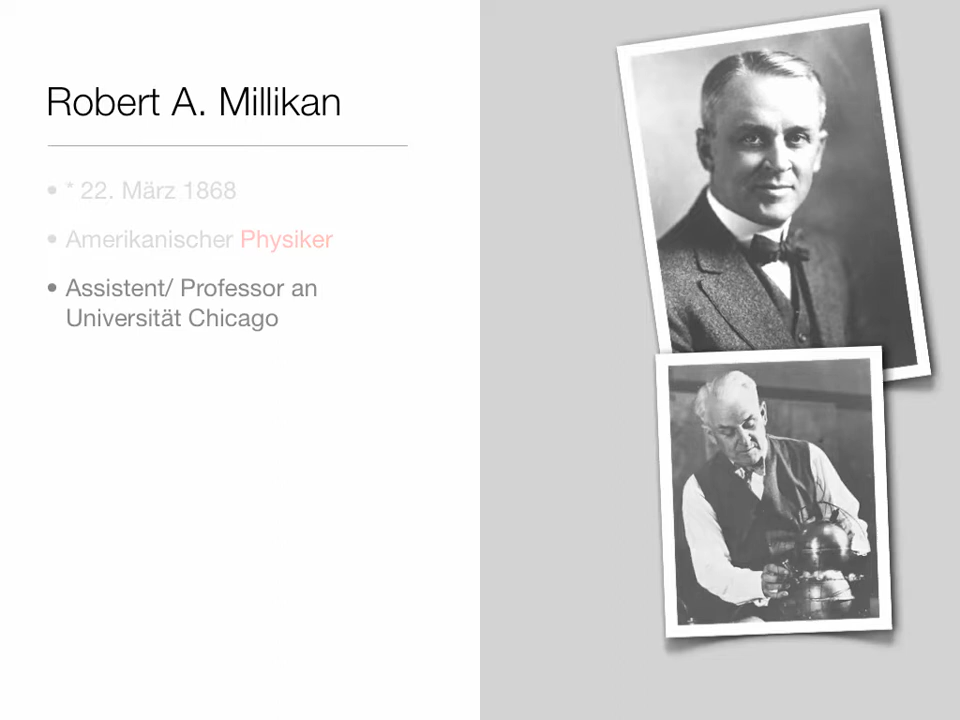 Robert A. Millikan
• * 22. März 1868
• Amerikanischer Physiker
• Assistent/ Professor an
Universität Chicago